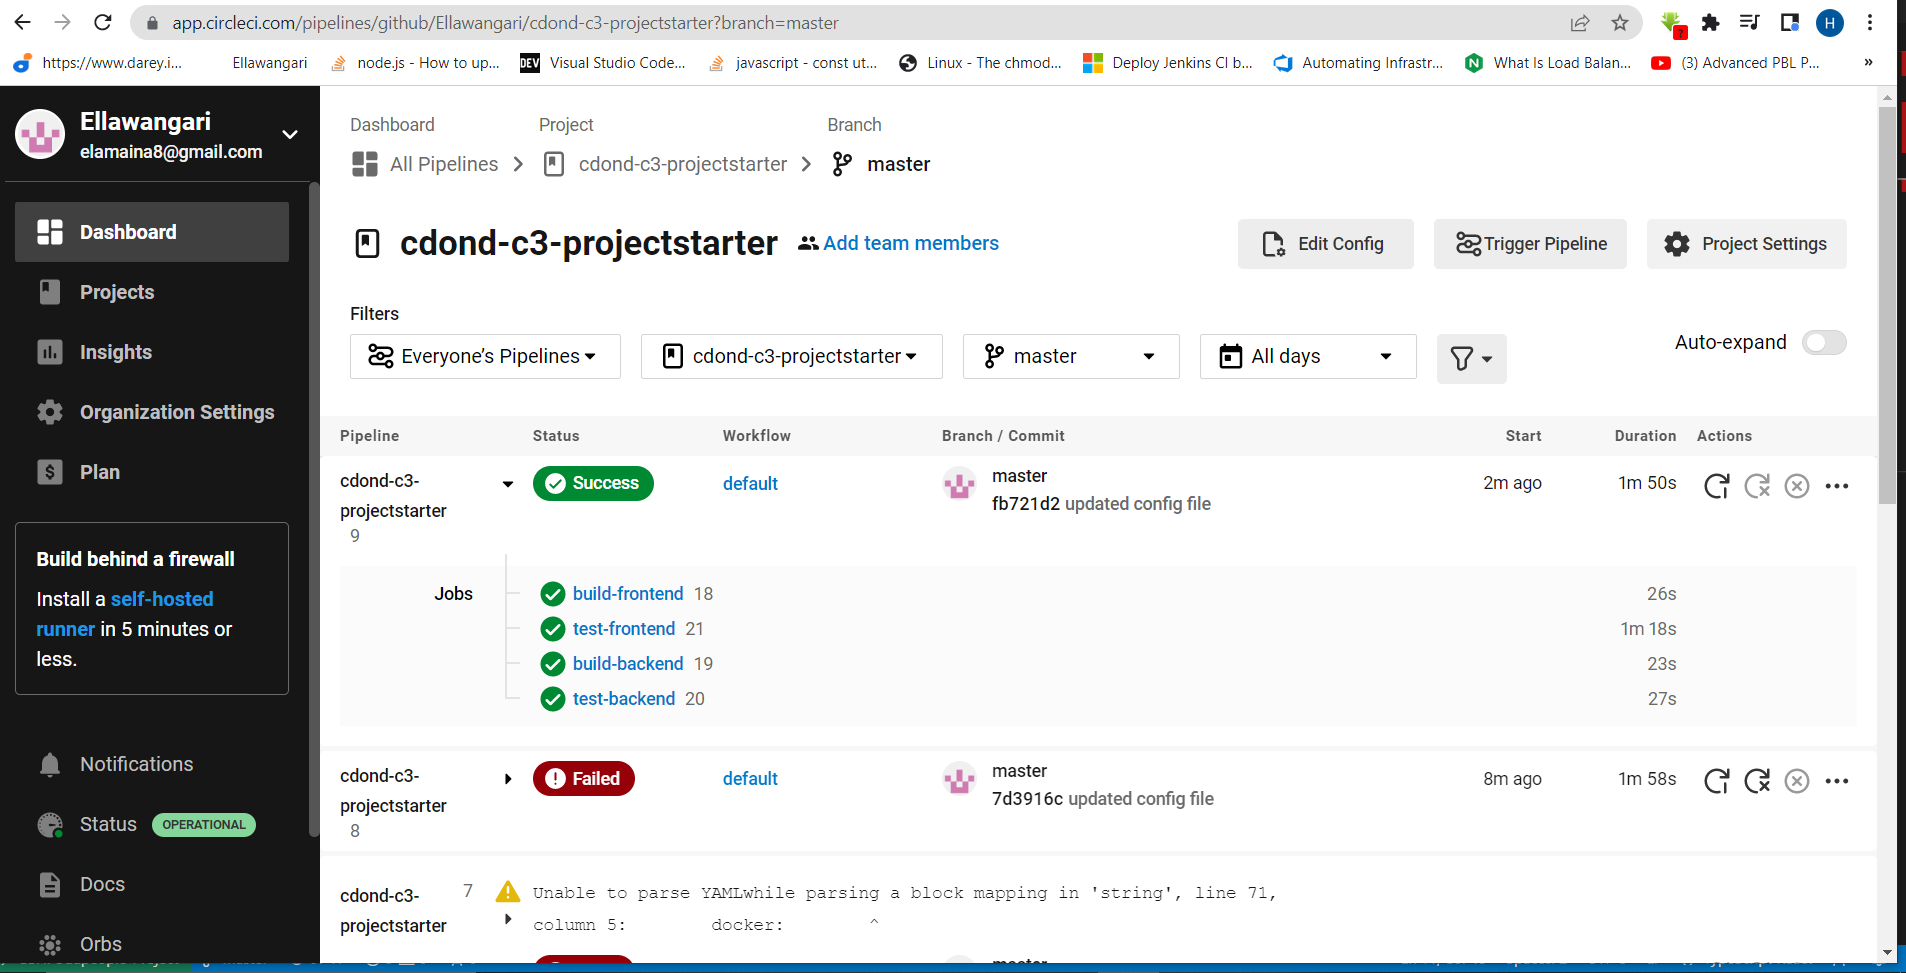 app.circleci.com/pipelines/github/Ellawangari/cdond-c3-projectstarter?branch=master
?
H
https://www.darey.i...
Ellawangari
node.js - How to up...
DEV
Visual Studio Code...
javascript - const ut...
Linux - The chmod...
Deploy Jenkins CI b...
Automating Infrastr...
N
What Is Load Balan...
(3) Advanced PBL P...
»
Ellawangari
elamaina8@gmail.com
Dashboard
Projects
Insights
Organization Settings
Plan
Build behind a firewall
Install a self-hosted
runner in 5 minutes or
less.
Notifications
Status OPERATIONAL
Docs
Orbs
Dashboard Project Branch
All Pipelines cdond-c3-projectstarter master
cdond-c3-projectstarter Add team members
Edit Config Trigger Pipeline Project Settings
Filters
Everyone's Pipelines cdond-c3-projectstarter master All days
Auto-expand
Pipeline Status Workflow Branch / Commit Start Duration Actions
cdond-c3-
projectstarter
9
Success default
master
fb721d2 updated config file
2m ago 1m 50s
Jobs
build-frontend 18 26s
test-frontend 21 1m 18s
build-backend 19 23s
test-backend 20 27s
cdond-c3-
projectstarter
8
Failed default
master
7d3916c updated config file
8m ago 1m 58s
cdond-c3-
projectstarter
7
Unable to parse YAMLwhile parsing a block mapping in 'string', line 71,
column 5: docker: ^
master